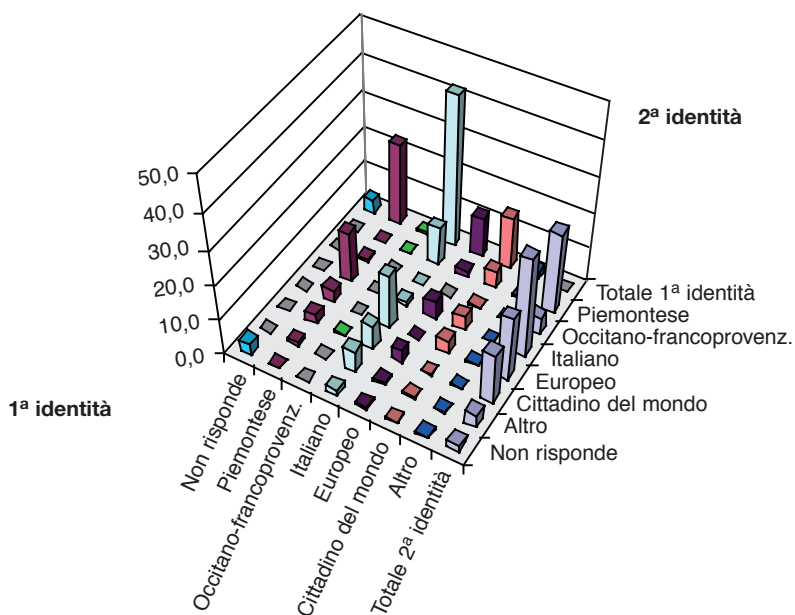 2ª identità
50,0
40,0
30,0
20,0
10,0
0,0
Totale 1ª identità
Piemontese
Occitano-francoprovenz.
Italiano
Europeo
Cittadino del mondo
Altro
Non risponde
1ª identità
Non risponde
Piemontese
Occitano-francoprovenz.
Italiano
Europeo
Cittadino del mondo
Altro
Totale 2ª identità